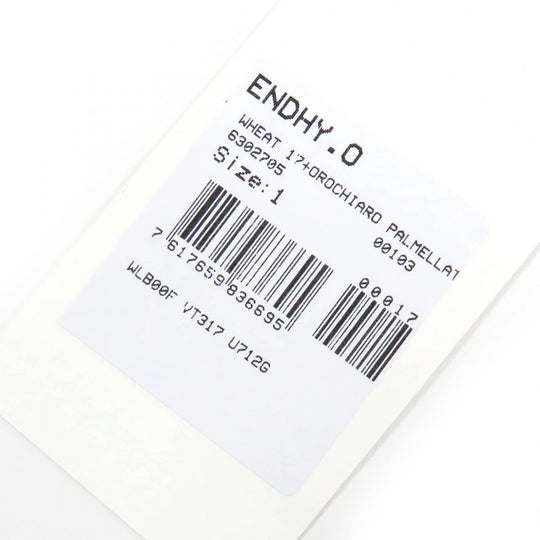 ENDHY.O
WHEAT 17+OROCHIARO PALMELLAT
6302705 00103
Size:1
00017
7 617659 836695
WLB00F VT317 U712G